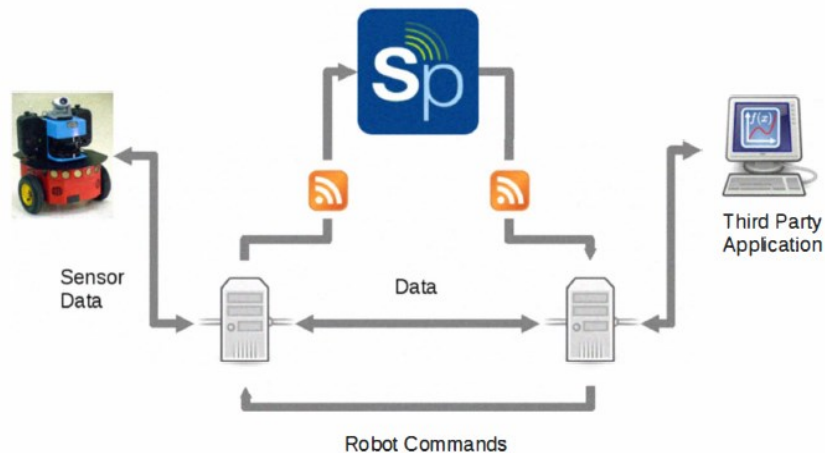 Sp
f(x)
Third Party
Application
Sensor
Data
Data
Robot Commands